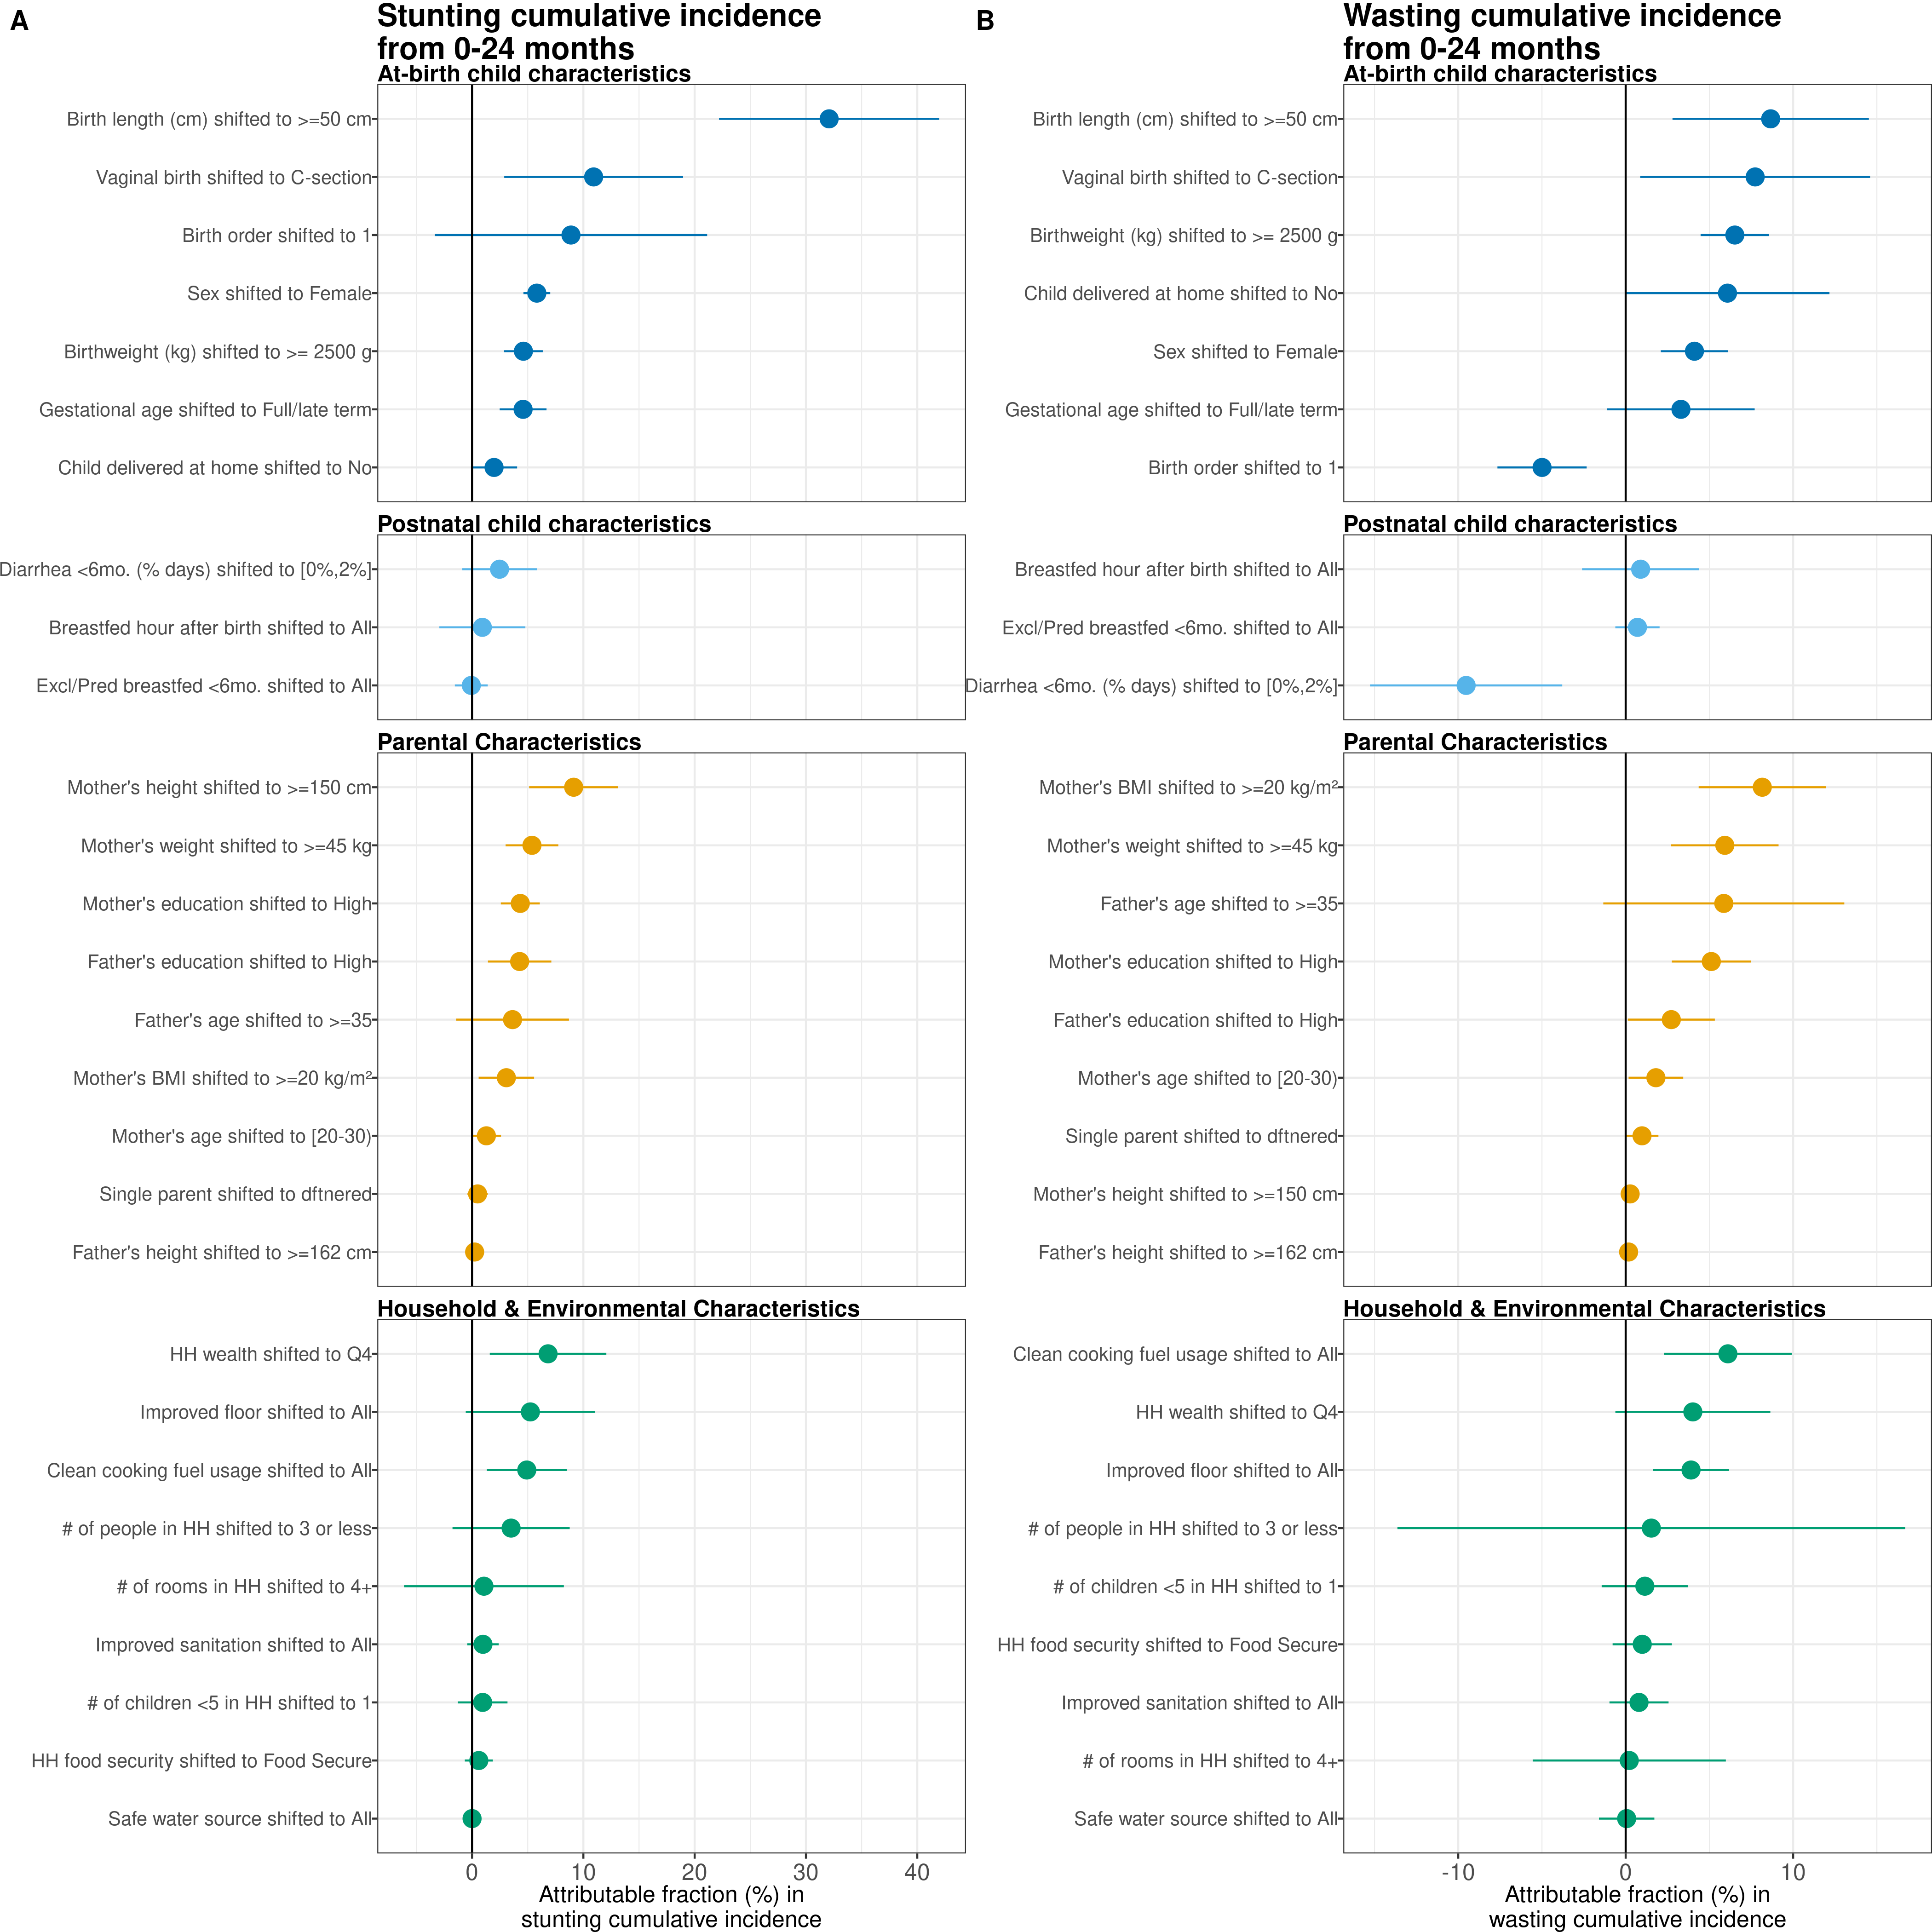 A
Stunting cumulative incidence
from 0-24 months
At-birth child characteristics
Birth length (cm) shifted to >=50 cm
Vaginal birth shifted to C-section
Birth order shifted to 1
Sex shifted to Female
Birthweight (kg) shifted to >= 2500 g
Gestational age shifted to Full/late term
Child delivered at home shifted to No
Postnatal child characteristics
Diarrhea <6mo. (% days) shifted to [0%,2%]
Breastfed hour after birth shifted to All
Excl/Pred breastfed <6mo. shifted to All
Parental Characteristics
Mother's height shifted to >=150 cm
Mother's weight shifted to >=45 kg
Mother's education shifted to High
Father's education shifted to High
Father's age shifted to >=35
Mother's BMI shifted to >=20 kg/m²
Mother's age shifted to [20-30)
Single parent shifted to dftnered
Father's height shifted to >=162 cm
Household & Environmental Characteristics
HH wealth shifted to Q4
Improved floor shifted to All
Clean cooking fuel usage shifted to All
# of people in HH shifted to 3 or less
# of rooms in HH shifted to 4+
Improved sanitation shifted to All
# of children <5 in HH shifted to 1
HH food security shifted to Food Secure
Safe water source shifted to All
0 10 20 30 40
Attributable fraction (%) in
stunting cumulative incidence
B
Wasting cumulative incidence
from 0-24 months
At-birth child characteristics
Birth length (cm) shifted to >=50 cm
Vaginal birth shifted to C-section
Birthweight (kg) shifted to >= 2500 g
Child delivered at home shifted to No
Sex shifted to Female
Gestational age shifted to Full/late term
Birth order shifted to 1
Postnatal child characteristics
Breastfed hour after birth shifted to All
Excl/Pred breastfed <6mo. shifted to All
Diarrhea <6mo. (% days) shifted to [0%,2%]
Parental Characteristics
Mother's BMI shifted to >=20 kg/m²
Mother's weight shifted to >=45 kg
Father's age shifted to >=35
Mother's education shifted to High
Father's education shifted to High
Mother's age shifted to [20-30)
Single parent shifted to dftnered
Mother's height shifted to >=150 cm
Father's height shifted to >=162 cm
Household & Environmental Characteristics
Clean cooking fuel usage shifted to All
HH wealth shifted to Q4
Improved floor shifted to All
# of people in HH shifted to 3 or less
# of children <5 in HH shifted to 1
HH food security shifted to Food Secure
Improved sanitation shifted to All
# of rooms in HH shifted to 4+
Safe water source shifted to All
-10 0 10
Attributable fraction (%) in
wasting cumulative incidence